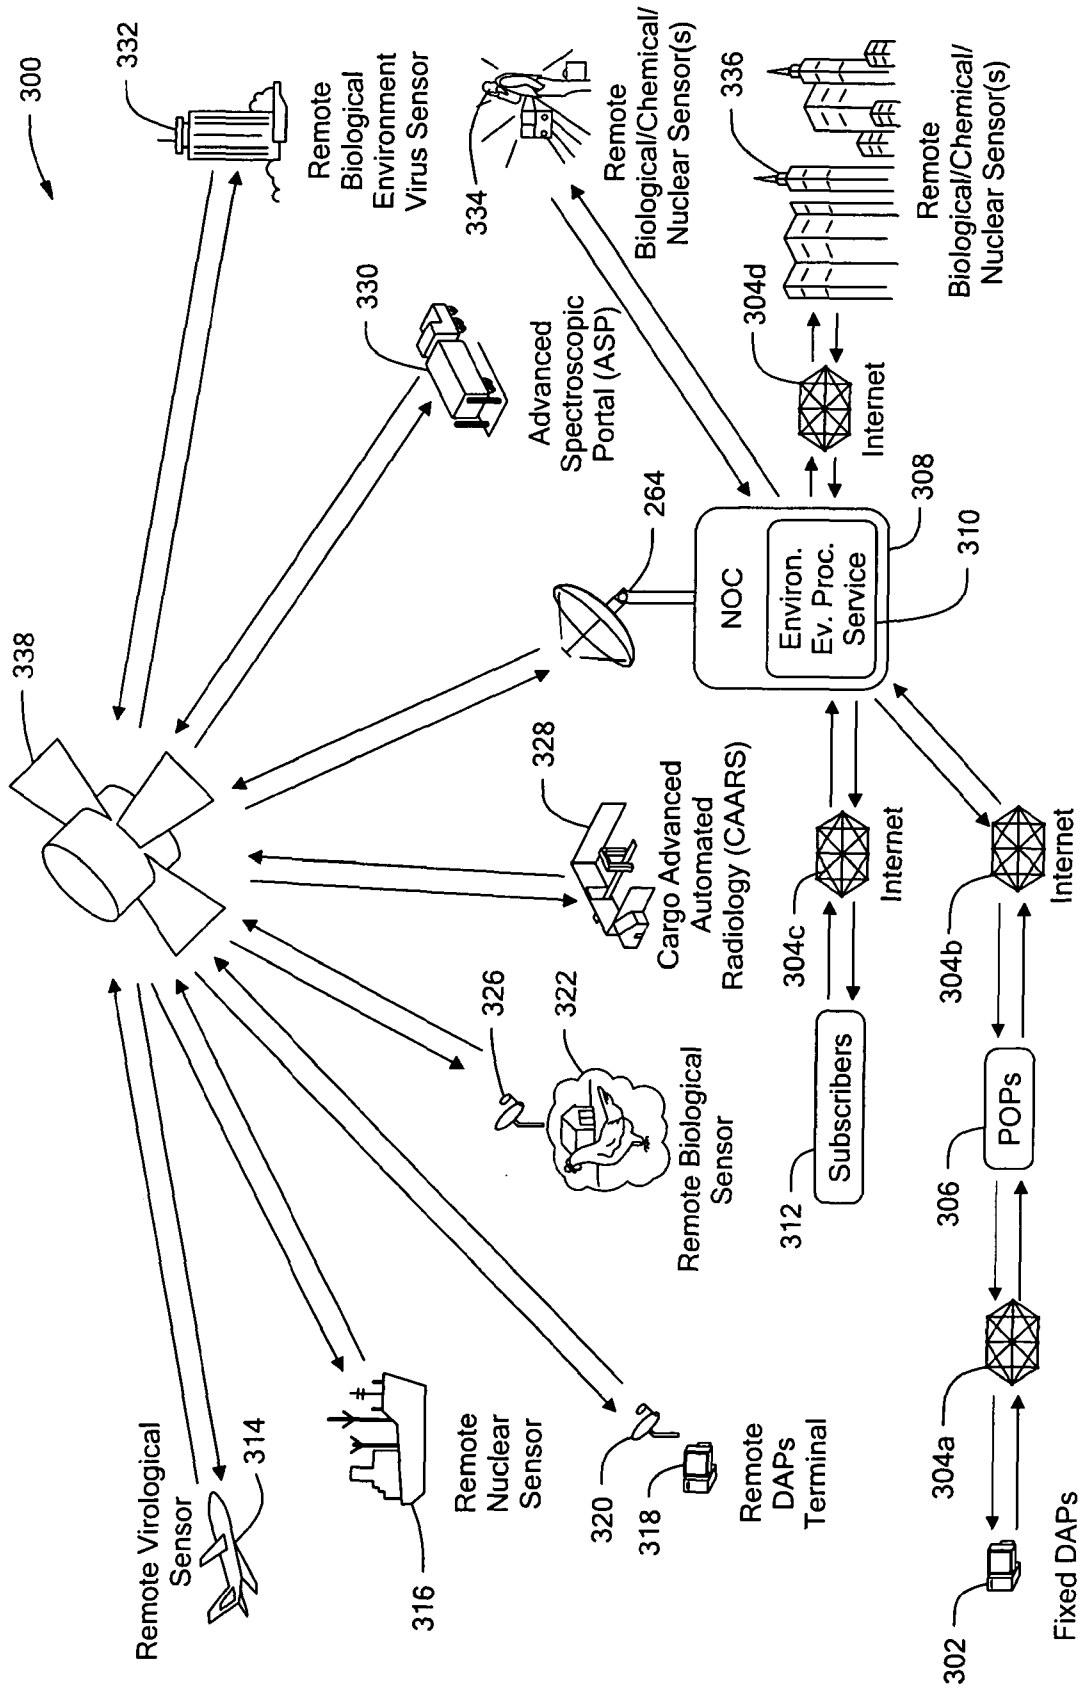 300
338
332
Remote
Biological
Environment
Virus Sensor
330
Advanced
Spectroscopic
Portal (ASP)
334
Remote
Biological/Chemical/
Nuclear Sensor(s)
336
Remote
Biological/Chemical/
Nuclear Sensor(s)
304d
Internet
264
NOC
Environ.
Ev. Proc.
Service
308
310
328
Cargo Advanced
Automated
Radiology (CAARS)
326
322
Remote Biological
Sensor
Remote Virological
Sensor
314
Remote
Nuclear
Sensor
316
320
318
Remote
DAPs
Terminal
304c
Internet
312
Subscribers
304b
Internet
306
POPs
304a
302
Fixed DAPs